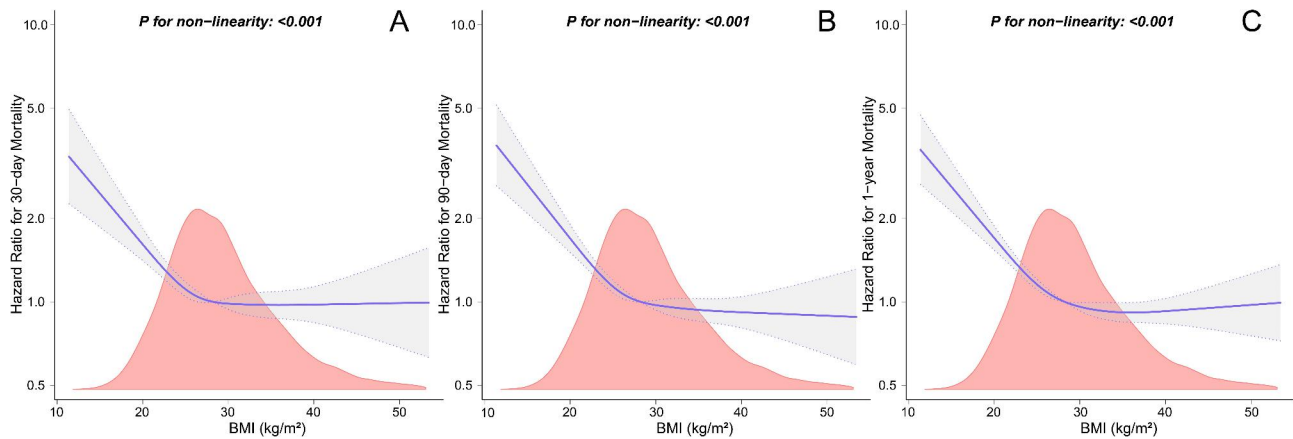 P for non-linearity: <0.001
A
Hazard Ratio for 30-day Mortality
10.0
5.0
2.0
1.0
0.5
10 20 30 40 50
BMI (kg/m²)
P for non-linearity: <0.001
B
Hazard Ratio for 90-day Mortality
10.0
5.0
2.0
1.0
0.5
10 20 30 40 50
BMI (kg/m²)
P for non-linearity: <0.001
C
Hazard Ratio for 1-year Mortality
10.0
5.0
2.0
1.0
0.5
10 20 30 40 50
BMI (kg/m²)